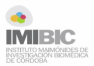 IMIBIC
INSTITUTO MAIMÓNIDES DE
INVESTIGACIÓN BIOMÉDICA
DE CÓRDOBA